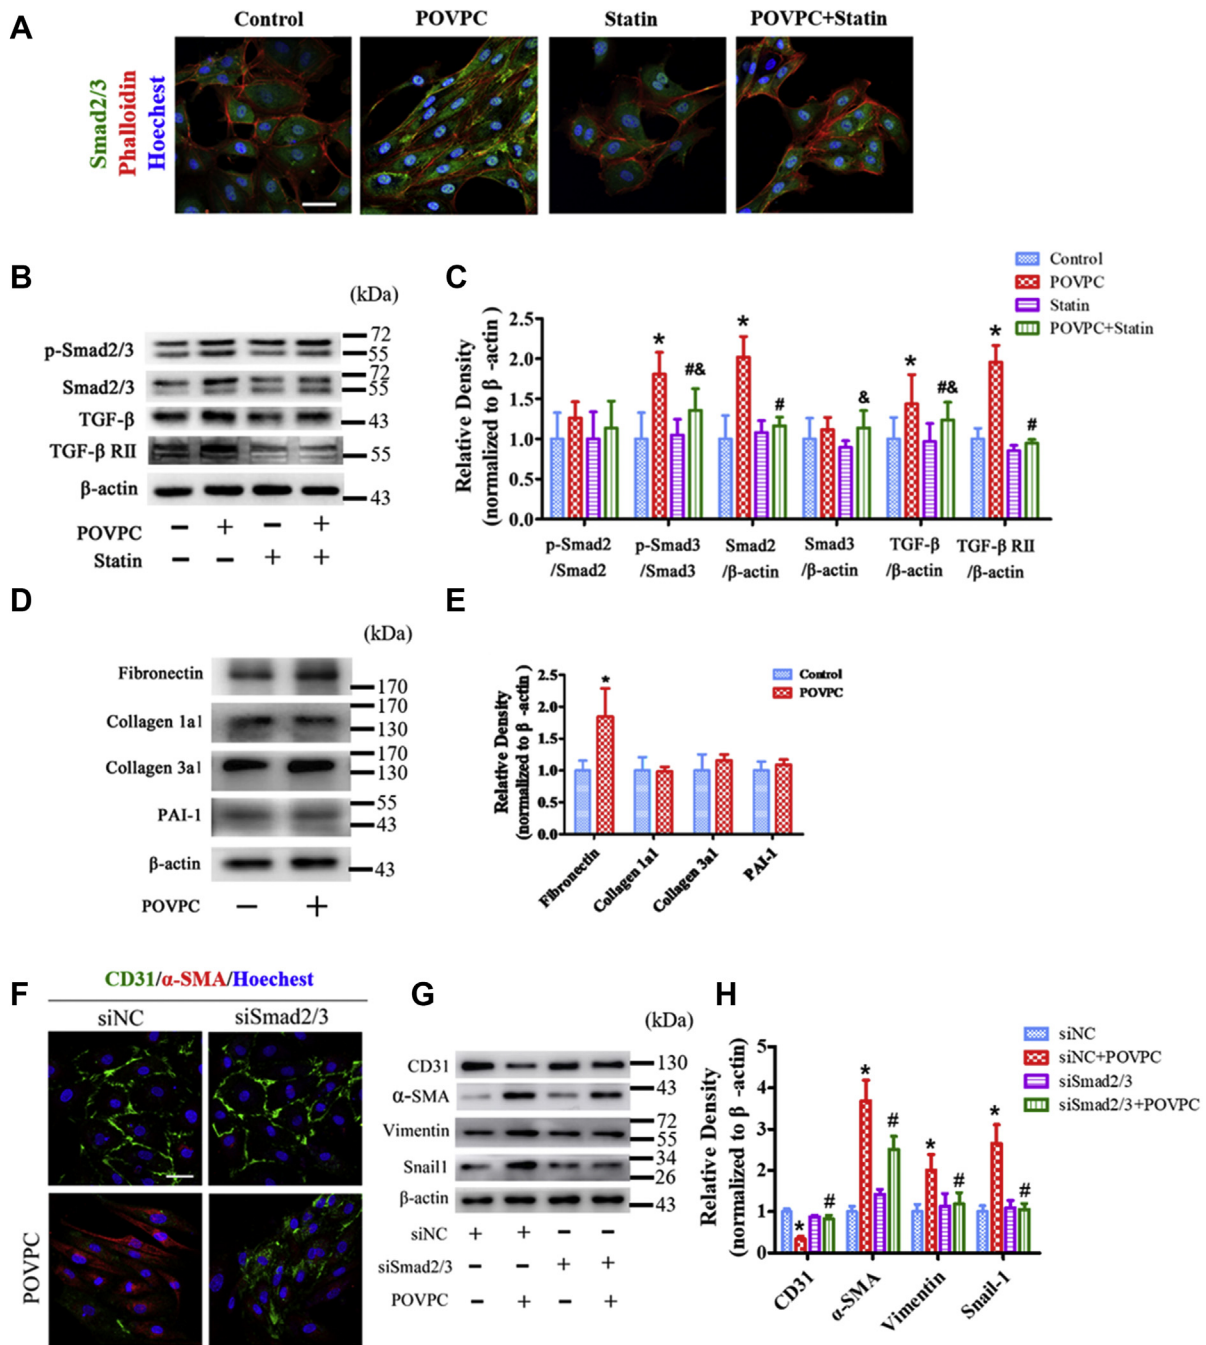 A
Control
POVPC
Statin
POVPC+Statin
Smad2/3
Phalloidin
Hoechest
B
(kDa)
p-Smad2/3
72
55
Smad2/3
72
55
TGF-β
43
TGF-β RII
55
β-actin
43
POVPC - + - +
Statin - - + +
C
Control
POVPC
Statin
POVPC+Statin
Relative Density
(normalized to β -actin )
2.5
2.0
1.5
1.0
0.5
0.0
* #& * # & * #& * #
p-Smad2
/Smad2
p-Smad3
/Smad3
Smad2
/β-actin
Smad3
/β-actin
TGF-β
/β-actin
TGF-β RII
/β-actin
D
(kDa)
Fibronectin
170
Collagen 1a1
170
130
Collagen 3a1
170
130
PAI-1
55
43
β-actin
43
POVPC - +
E
Control
POVPC
Relative Density
(normalized to β -actin )
2.5
2.0
1.5
1.0
0.5
0.0
*
Fibronectin
Collagen 1a1
Collagen 3a1
PAI-1
F
CD31/α-SMA/Hoechest
siNC
siSmad2/3
POVPC
G
(kDa)
CD31
130
α-SMA
43
Vimentin
72
55
Snail1
34
26
β-actin
43
siNC + + - -
siSmad2/3 - - + +
POVPC - + - +
H
siNC
siNC+POVPC
siSmad2/3
siSmad2/3+POVPC
Relative Density
(normalized to β -actin)
5
4
3
2
1
0
* # * # * # * #
CD31
α-SMA
Vimentin
Snail-1